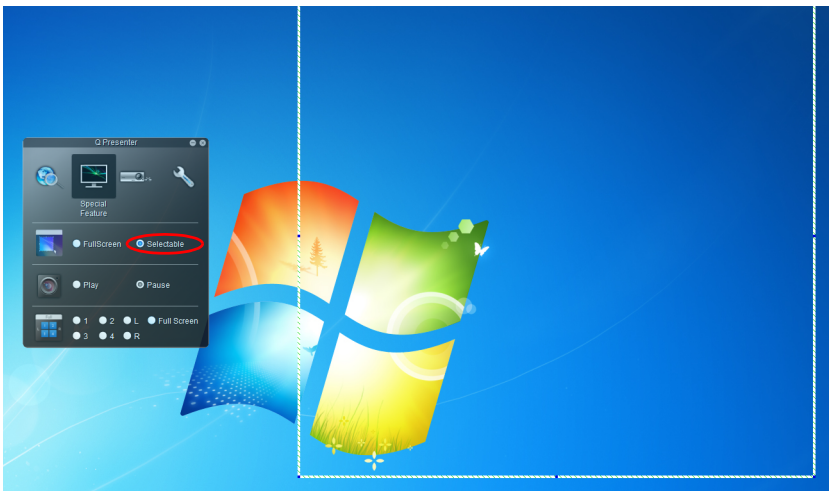 Q Presenter
Special
Feature
FullScreen Selectable
Play Pause
1 2 L Full Screen
3 4 R